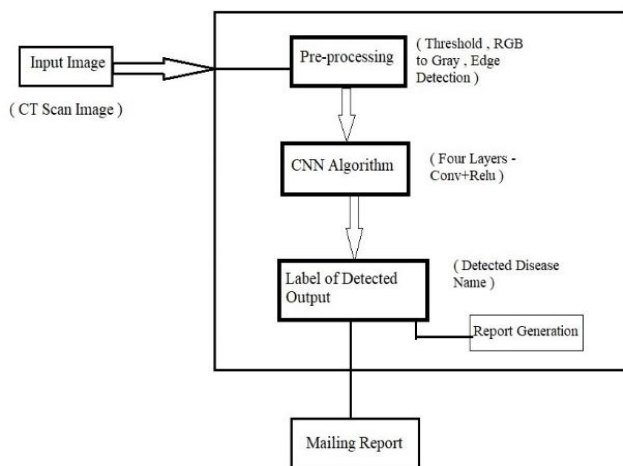 Input Image
( CT Scan Image )
Pre-processing
( Threshold , RGB
to Gray , Edge
Detection )
CNN Algorithm
( Four Layers -
Conv+Relu )
Label of Detected
Output
( Detected Disease
Name )
Report Generation
Mailing Report